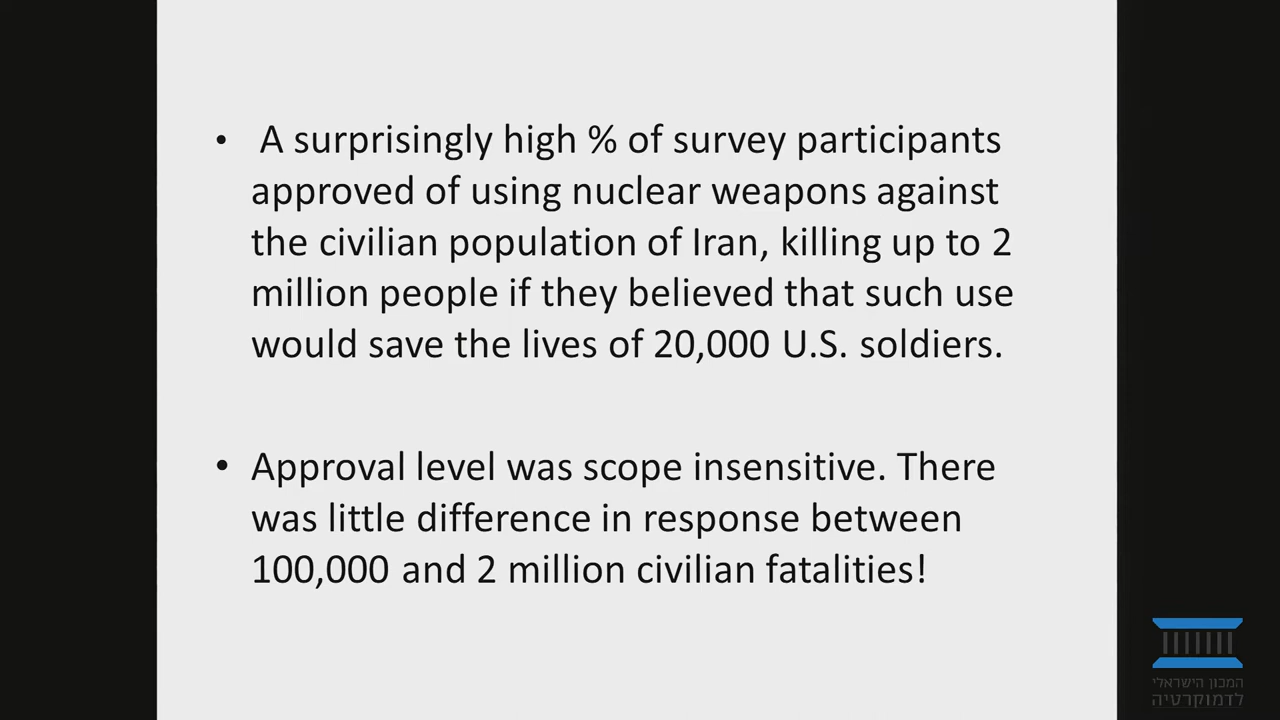 • A surprisingly high % of survey participants
approved of using nuclear weapons against
the civilian population of Iran, killing up to 2
million people if they believed that such use
would save the lives of 20,000 U.S. soldiers.
• Approval level was scope insensitive. There
was little difference in response between
100,000 and 2 million civilian fatalities!
המכון הישראלי
לדמוקרטיה